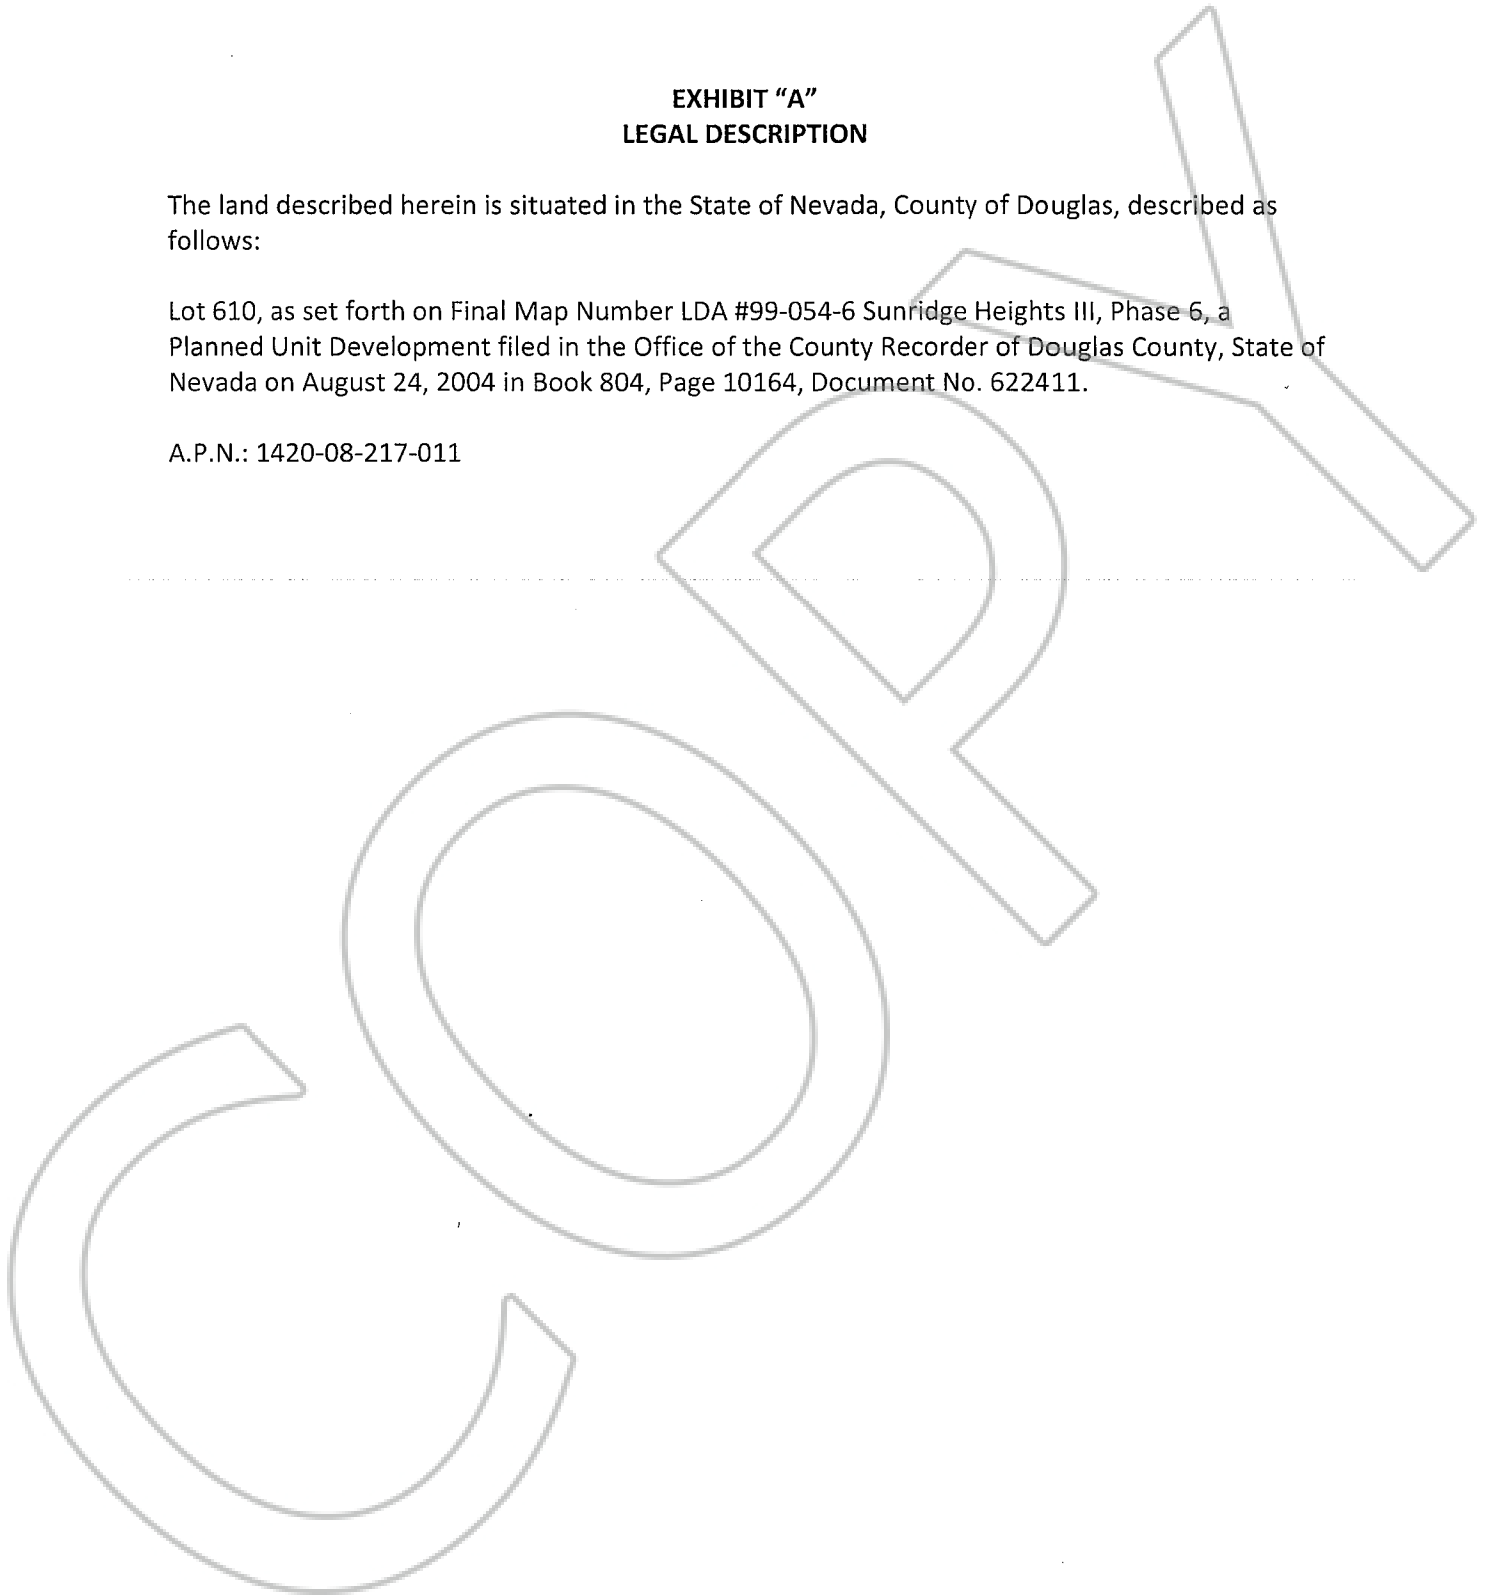 EXHIBIT “A”
LEGAL DESCRIPTION
The land described herein is situated in the State of Nevada, County of Douglas, described as
follows:
Lot 610, as set forth on Final Map Number LDA #99-054-6 Sunridge Heights III, Phase 6, a
Planned Unit Development filed in the Office of the County Recorder of Douglas County, State of
Nevada on August 24, 2004 in Book 804, Page 10164, Document No. 622411.
A.P.N.: 1420-08-217-011
COPY